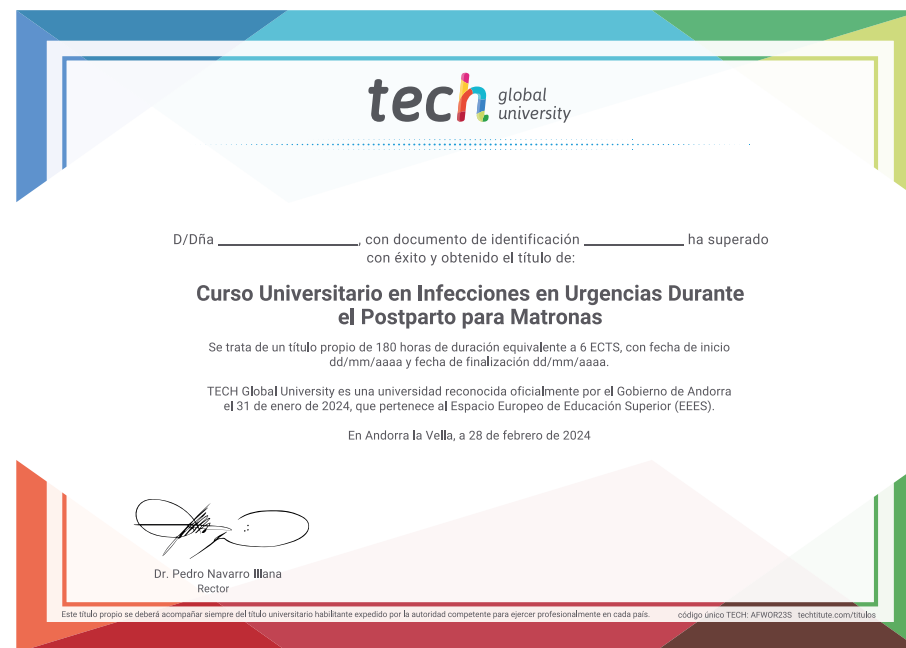 tech global university
D/Dña ____________, con documento de identificación ____________ ha superado
con éxito y obtenido el título de:
Curso Universitario en Infecciones en Urgencias Durante
el Postparto para Matronas
Se trata de un título propio de 180 horas de duración equivalente a 6 ECTS, con fecha de inicio
dd/mm/aaaa y fecha de finalización dd/mm/aaaa.
TECH Global University es una universidad reconocida oficialmente por el Gobierno de Andorra
el 31 de enero de 2024, que pertenece al Espacio Europeo de Educación Superior (EEES).
En Andorra la Vella, a 28 de febrero de 2024
Dr. Pedro Navarro Illana
Rector
Este título propio se deberá acompañar siempre del título universitario habilitante expedido por la autoridad competente para ejercer profesionalmente en cada país.
código único TECH: AFWOR23S techtitute.com/titulos